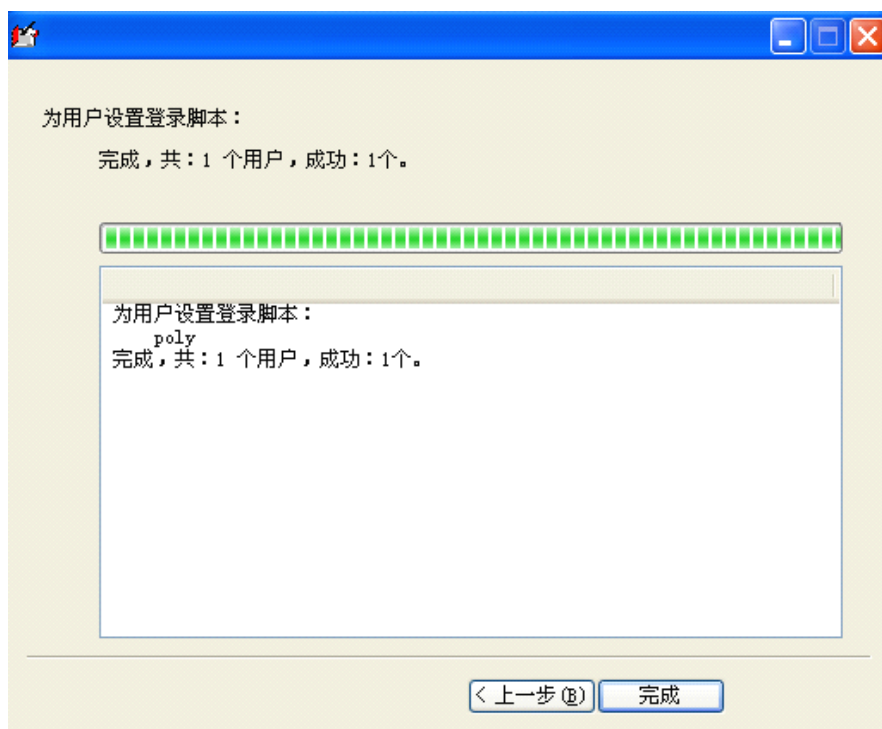 为用户设置登录脚本：
完成，共：1 个用户，成功：1个。
为用户设置登录脚本：
poly
完成，共：1 个用户，成功：1个。
< 上一步(B) 完成